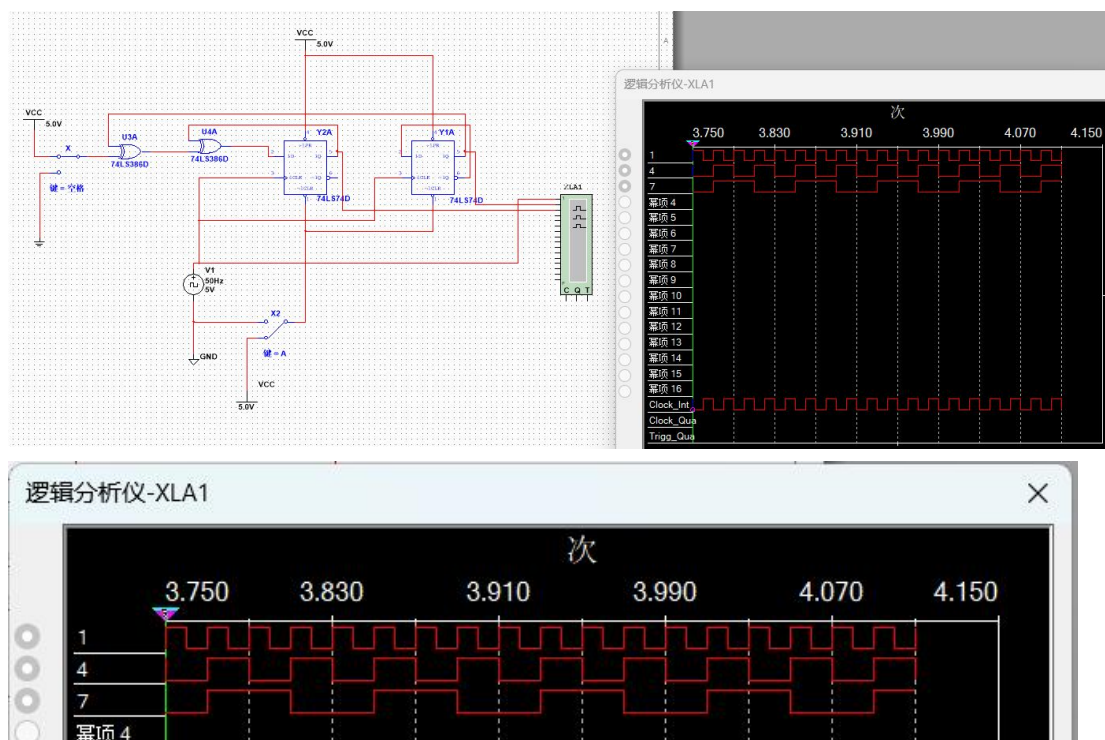 VCC
5.0V
VCC
5.0V
X
键 = 空格
U3A
74LS386D
U4A
74LS386D
Y2A
74LS74D
Y1A
74LS74D
XLA1
C Q T
V1
50Hz
5V
X2
键 = A
GND
VCC
5.0V
A
逻辑分析仪-XLA1
次
3.750 3.830 3.910 3.990 4.070 4.150
1
4
7
幂项 4
幂项 5
幂项 6
幂项 7
幂项 8
幂项 9
幂项 10
幂项 11
幂项 12
幂项 13
幂项 14
幂项 15
幂项 16
Clock_Int
Clock_Qua
Trigg_Qua
逻辑分析仪-XLA1
次
3.750 3.830 3.910 3.990 4.070 4.150
1
4
7
幂项 4